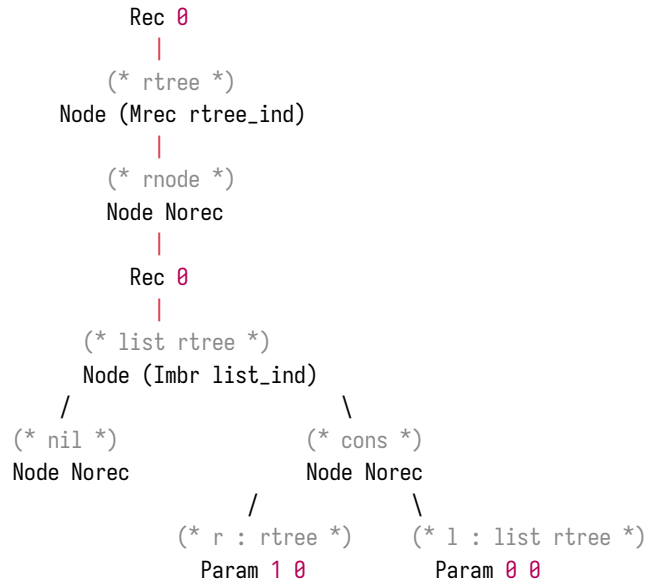 Rec 0
|
(* rtree *)
Node (Mrec rtree_ind)
|
(* rnode *)
Node Norec
|
Rec 0
|
(* list rtree *)
Node (Imbr list_ind)
/ \
(* nil *) (* cons *)
Node Norec Node Norec
/ \
(* r : rtree *) (* l : list rtree *)
Param 1 0 Param 0 0